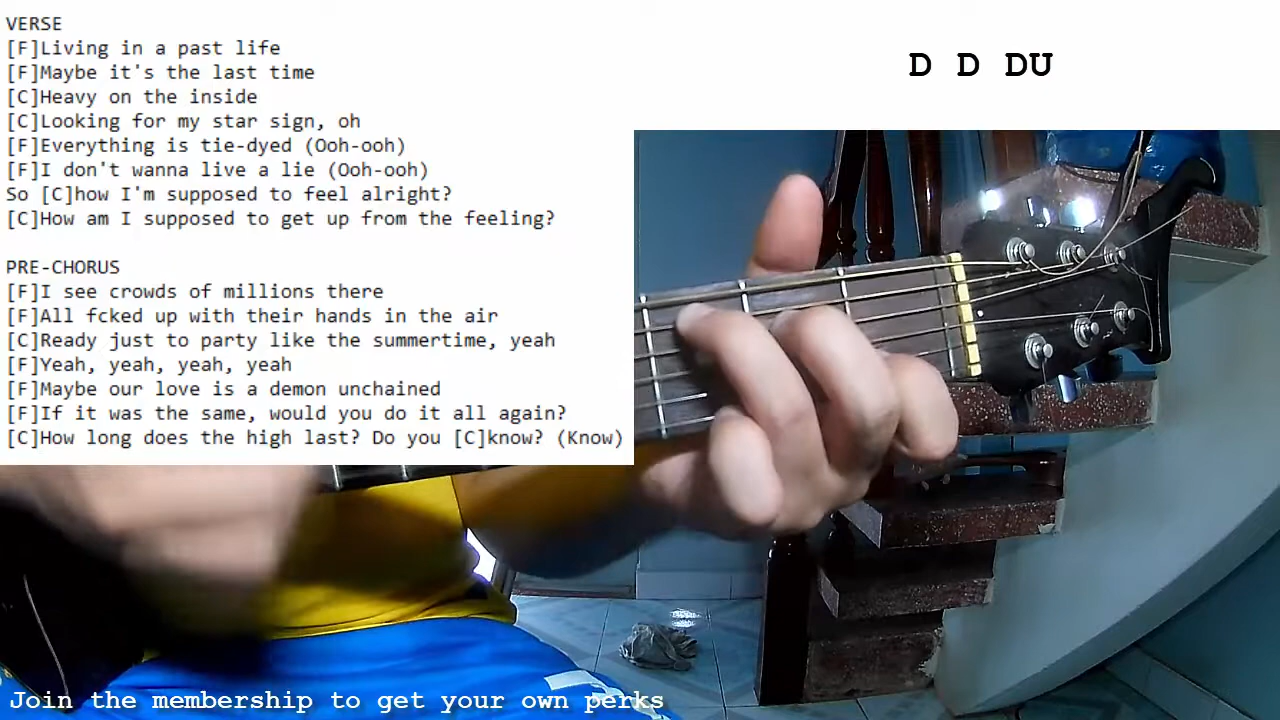 VERSE
[F]Living in a past life
[F]Maybe it's the last time
[C]Heavy on the inside
[C]Looking for my star sign, oh
[F]Everything is tie-dyed (Ooh-ooh)
[F]I don't wanna live a lie (Ooh-ooh)
So [C]how I'm supposed to feel alright?
[C]How am I supposed to get up from the feeling?
PRE-CHORUS
[F]I see crowds of millions there
[F]All fcked up with their hands in the air
[C]Ready just to party like the summertime, yeah
[F]Yeah, yeah, yeah, yeah
[F]Maybe our love is a demon unchained
[F]If it was the same, would you do it all again?
[C]How long does the high last? Do you [C]know? (Know)
D D DU
Join the membership to get your own perks